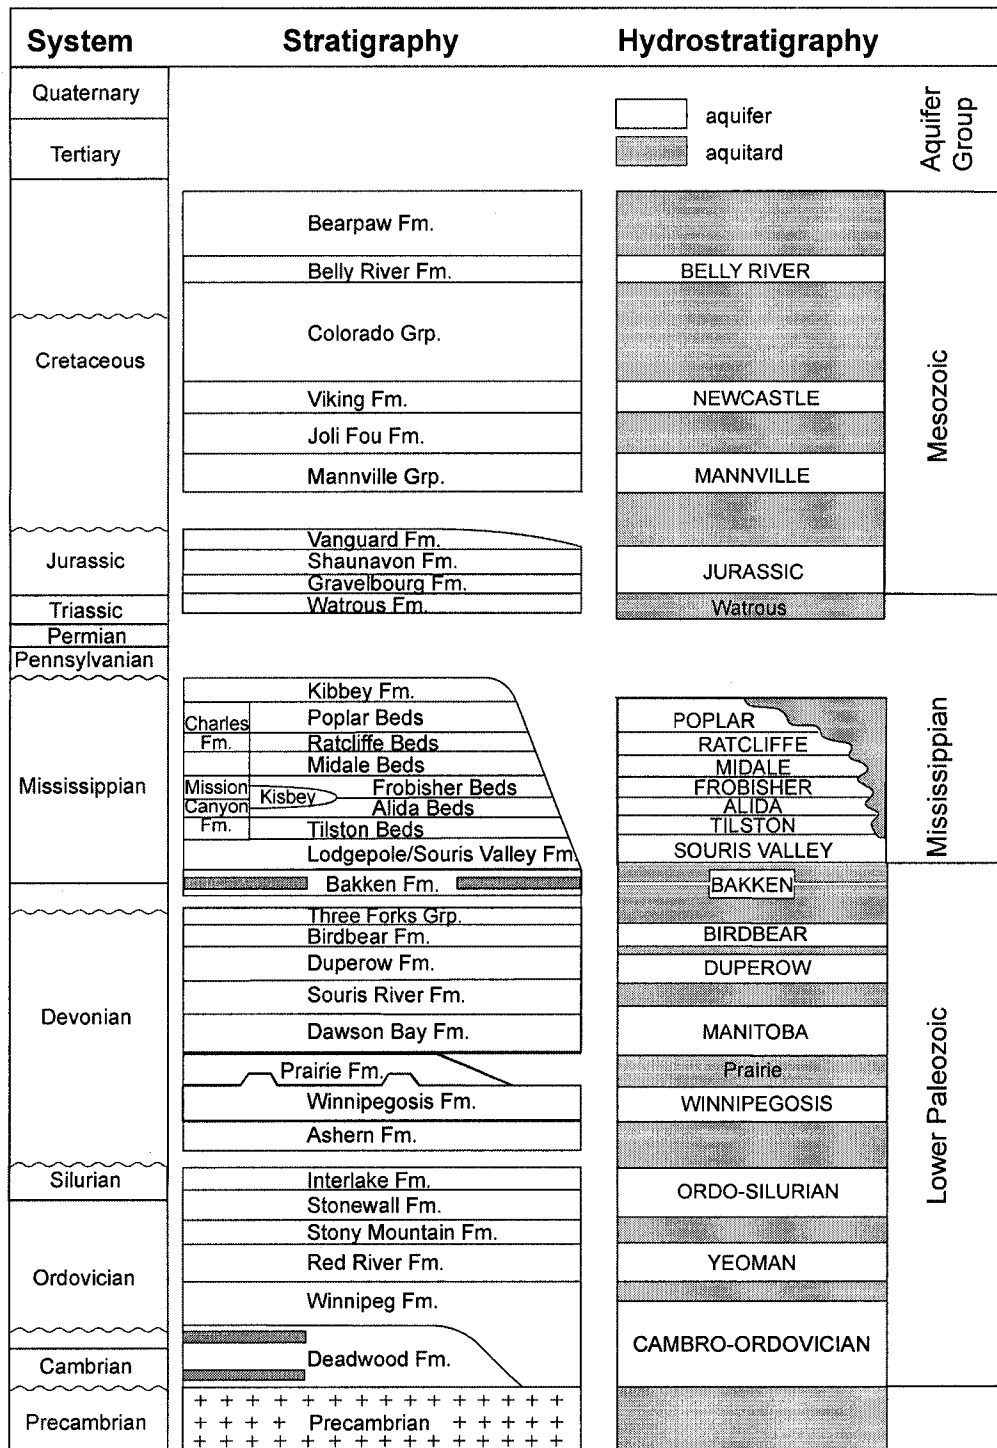 System
Stratigraphy
Hydrostratigraphy
Quaternary
Tertiary
Cretaceous
Jurassic
Triassic
Permian
Pennsylvanian
Mississippian
Devonian
Silurian
Ordovician
Cambrian
Precambrian
Bearpaw Fm.
Belly River Fm.
Colorado Grp.
Viking Fm.
Joli Fou Fm.
Mannville Grp.
Vanguard Fm.
Shaunavon Fm.
Gravelbourg Fm.
Watrous Fm.
Kibbey Fm.
Charles
Fm.
Poplar Beds
Ratcliffe Beds
Midale Beds
Mission
Canyon
Fm.
Kisbey
Frobisher Beds
Alida Beds
Tilston Beds
Lodgepole/Souris Valley Fm.
Bakken Fm.
Three Forks Grp.
Birdbear Fm.
Duperow Fm.
Souris River Fm.
Dawson Bay Fm.
Prairie Fm.
Winnipegosis Fm.
Ashern Fm.
Interlake Fm.
Stonewall Fm.
Stony Mountain Fm.
Red River Fm.
Winnipeg Fm.
Deadwood Fm.
Precambrian
aquifer
aquitard
BELLY RIVER
NEWCASTLE
MANNVILLE
JURASSIC
Watrous
POPLAR
RATCLIFFE
MIDALE
FROBISHER
ALIDA
TILSTON
SOURIS VALLEY
BAKKEN
BIRDBEAR
DUPEROW
MANITOBA
Prairie
WINNIPEGOSIS
ORDO-SILURIAN
YEOMAN
CAMBRO-ORDOVICIAN
Aquifer
Group
Mesozoic
Mississippian
Lower Paleozoic